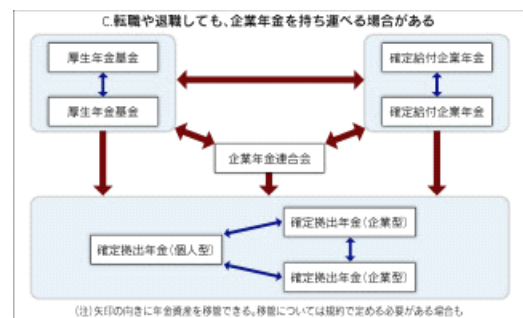 C.転職や退職しても、企業年金を持ち運べる場合がある
厚生年金基金
確定給付企業年金
厚生年金基金
確定給付企業年金
企業年金連合会
確定拠出年金(企業型)
確定拠出年金(個人型)
確定拠出年金(企業型)
(注)矢印の向きに年金資産を移管できる。移管については規約で定める必要がある場合も